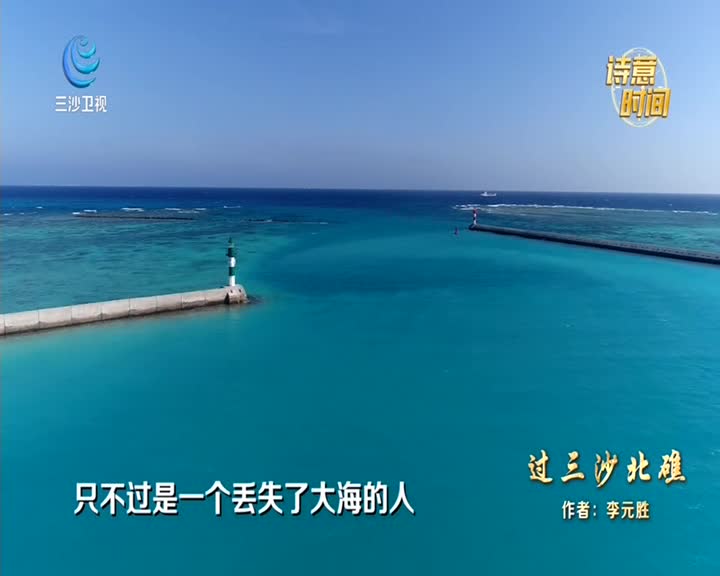 三沙卫视
诗意
时间
过三沙北礁
作者：李元胜
只不过是一个丢失了大海的人